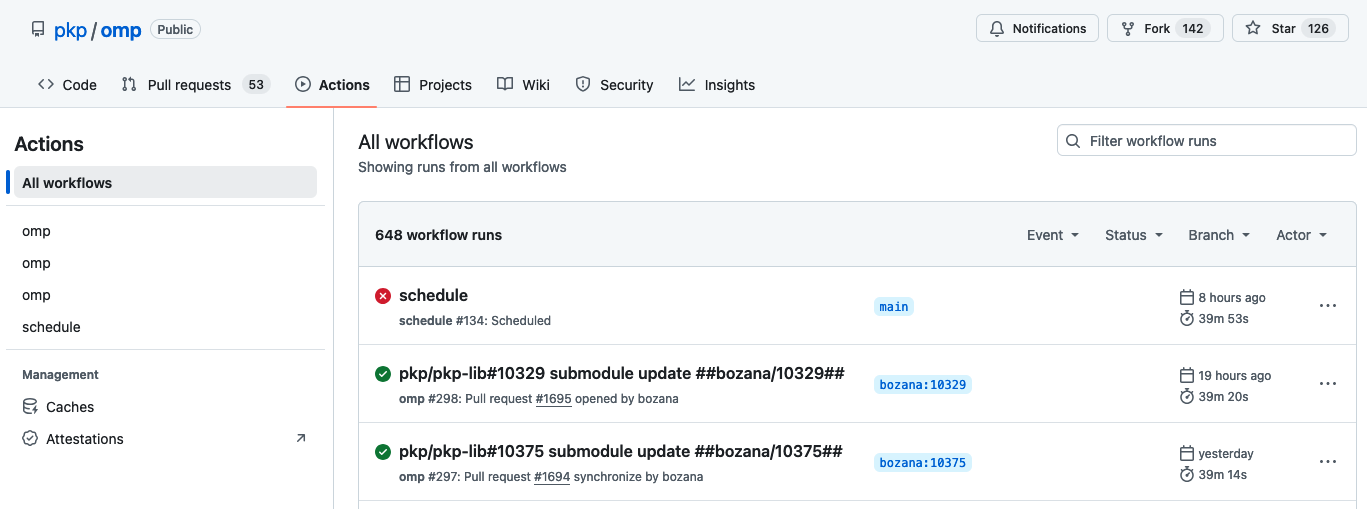 pkp / omp Public
Notifications Fork 142 Star 126
Code Pull requests 53 Actions Projects Wiki Security Insights
Actions
All workflows
omp
omp
omp
schedule
Management
Caches
Attestations
All workflows
Showing runs from all workflows
Filter workflow runs
648 workflow runs Event Status Branch Actor
schedule
schedule #134: Scheduled
main
8 hours ago
39m 53s
pkp/pkp-lib#10329 submodule update ##bozana/10329##
omp #298: Pull request #1695 opened by bozana
bozana:10329
19 hours ago
39m 20s
pkp/pkp-lib#10375 submodule update ##bozana/10375##
omp #297: Pull request #1694 synchronize by bozana
bozana:10375
yesterday
39m 14s